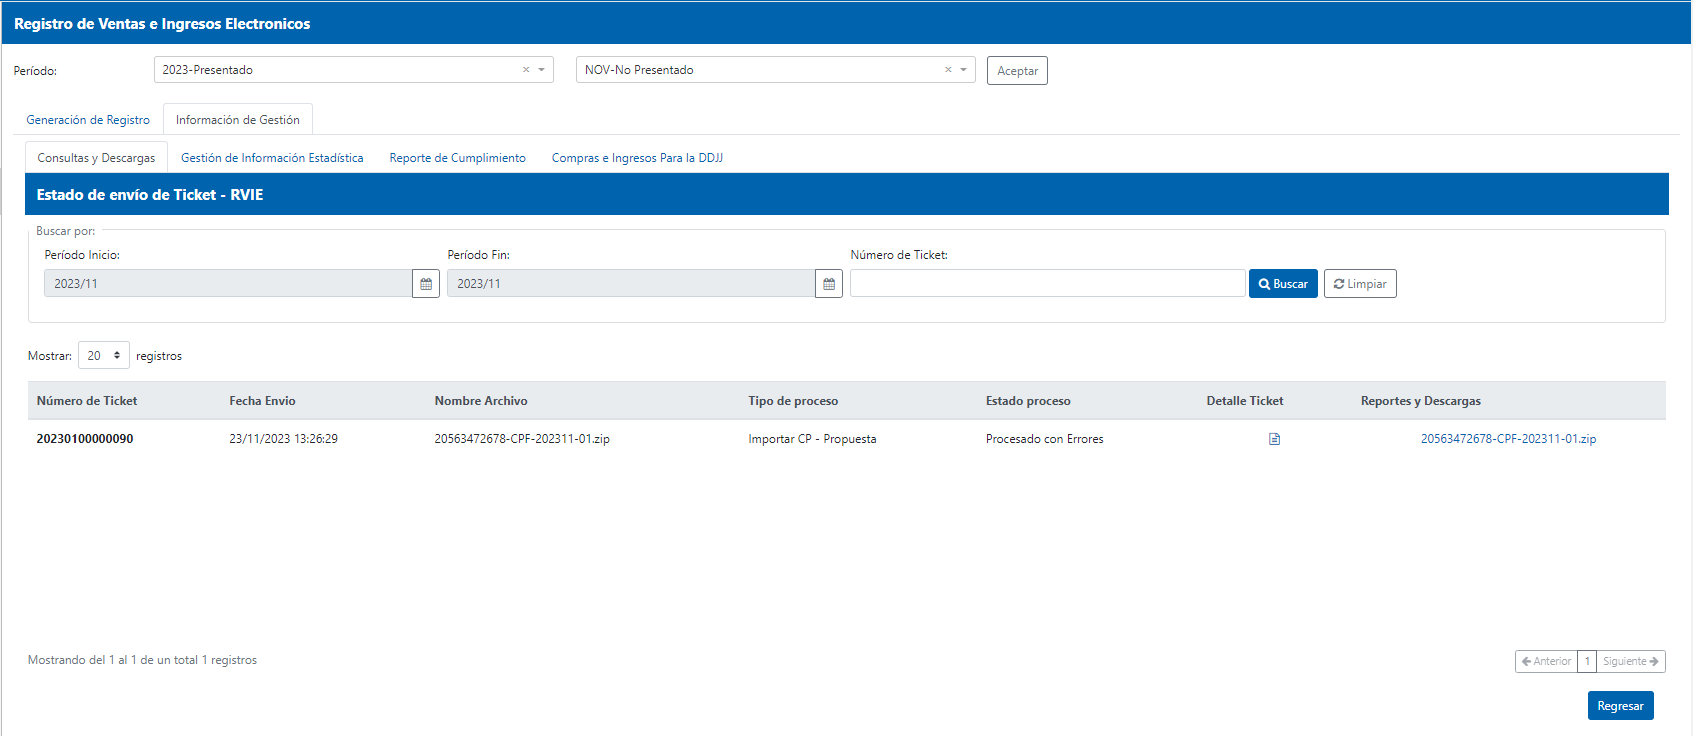 Registro de Ventas e Ingresos Electronicos
Período: 2023-Presentado × NOV-No Presentado × Aceptar
Generación de Registro Información de Gestión
Consultas y Descargas Gestión de Información Estadística Reporte de Cumplimiento Compras e Ingresos Para la DDJJ
Estado de envío de Ticket - RVIE
Buscar por:
Período Inicio: Período Fin: Número de Ticket:
2023/11 2023/11 Buscar Limpiar
Mostrar: 20 registros
Número de Ticket Fecha Envio Nombre Archivo Tipo de proceso Estado proceso Detalle Ticket Reportes y Descargas
20230100000090 23/11/2023 13:26:29 20563472678-CPF-202311-01.zip Importar CP - Propuesta Procesado con Errores 20563472678-CPF-202311-01.zip
Mostrando del 1 al 1 de un total 1 registros Anterior 1 Siguiente
Regresar